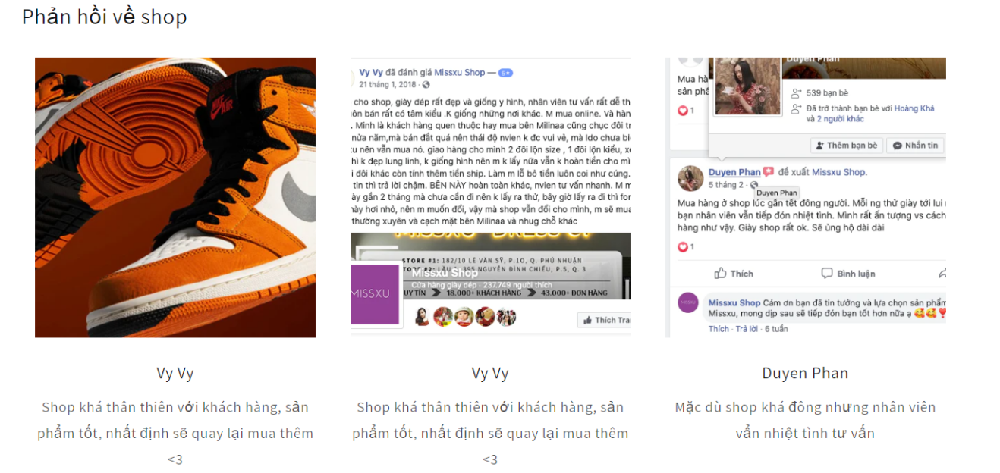 Phản hồi về shop
AIR
Vy Vy đã đánh giá Missxu Shop — 5★
21 tháng 1, 2018 ·
cho shop, giày dép rất đẹp và giống y hình, nhân viên tư vấn rất dễ th
bán rất có tâm kiểu .K giống những nơi khác. M mua online. Và hàn
. Mình là khách hàng quen thuộc hay mua bên Milinaa cũng chục đôi
nửa năm,mà bán đắt quá nên thái độ nvien k đc vui vẻ, mà ldo chưa
nên vẫn mua nó. giao hàng cho mình 2 đôi lộn size , 1 đôi lộn kiểu,
k đẹp lung linh, k giống hình nên m k lấy nữa vẫn k hoàn tiền cho
đôi khác còn tính thêm tiền ship. Làm m lỗ bỏ tiền luôn coi như cúng.
tin thì trả lời chậm. BÊN NÀY hoàn toàn khác, nvien tư vấn nhanh. M
gần 2 tháng mà chưa cần đi nên k lấy ra thử, bây giờ lấy ra đi thì for
này hơi nhỏ, nên m muốn đổi, vậy mà shop vẫn đổi cho mình, m sẽ mua
thường xuyên và cạch mặt bên Milinaa và nhug chỗ khác
MISSXU DRESS UP
STORE #1: 182/10 LÊ VĂN SỸ, P.10, Q. PHÚ NHUẬN
395 NGUYỄN ĐÌNH CHIỂU, P.5, Q. 3
Missxu Shop
Cửa hàng giày dép · 237.749 người thích
UY TÍN 18.000+ KHÁCH HÀNG 43.000+ ĐƠN HÀNG
MISSXU
Thích Tra
Duyen Phan
Mua hà
sản phẩ
539 bạn bè
Đã trở thành bạn bè với Hoàng Khả
và 2 người khác
1
Thêm bạn bè
Nhắn tin
Duyen Phan đề xuất Missxu Shop.
5 tháng 2 ·
Duyen Phan
Mua hàng ở shop lúc gần tết đông người. Mỗi ng thử giày tới lui
bạn nhân viên vẫn tiếp đón nhiệt tình. Mình rất ấn tượng vs cách
hàng như vậy. Giày shop rất ok. Sẽ ủng hộ dài dài
1
Thích
Bình luận
MISSXU
Missxu Shop Cám ơn bạn đã tin tưởng và lựa chọn sản phẩm
Missxu, mong dịp sau sẽ tiếp đón bạn tốt hơn nữa ạ 🥰🥰❣️
Thích · Trả lời · 6 tuần
Vy Vy
Shop khá thân thiên với khách hàng, sản
phẩm tốt, nhất định sẽ quay lại mua thêm
<3
Vy Vy
Shop khá thân thiên với khách hàng, sản
phẩm tốt, nhất định sẽ quay lại mua thêm
<3
Duyen Phan
Mặc dù shop khá đông nhưng nhân viên
vẩn nhiệt tình tư vấn